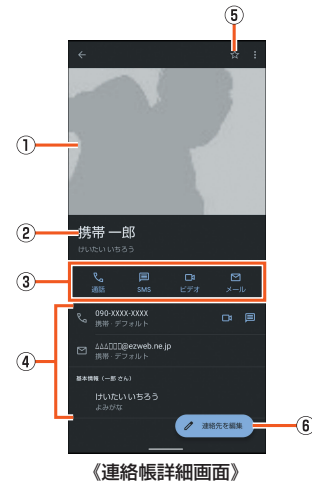 ⑤
①
②
携帯 一郎
けいたい いちろう
③
通話 SMS ビデオ メール
④
090-XXXX-XXXX
携帯·デフォルト
△△△□□□@ezweb.ne.jp
携帯·デフォルト
基本情報（一郎 さん）
けいたい いちろう
よみがな
連絡先を編集
⑥
《連絡帳詳細画面》